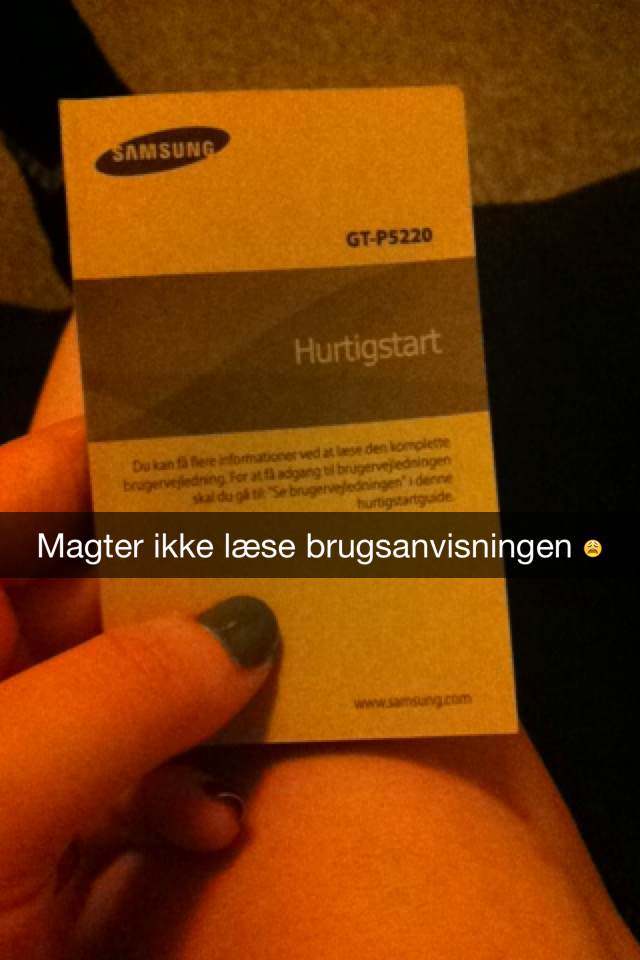 SAMSUNG
GT-P5220
Hurtigstart
Du kan få flere informationer ved at læse den komplette
brugervejledning. For at få adgang til brugervejledningen
skal du gå til: "Se brugervejledningen" i denne
hurtigstartguide.
Magter ikke læse brugsanvisningen 😩
www.samsung.com